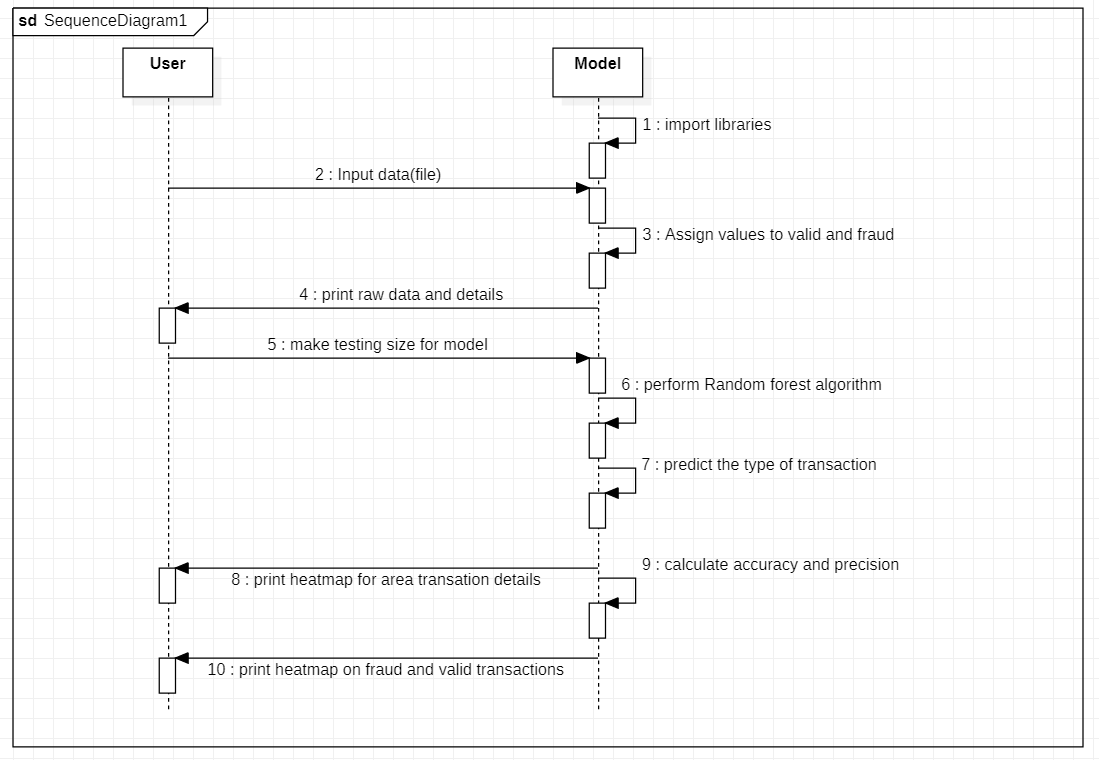 sd SequenceDiagram1
User
Model
1 : import libraries
2 : Input data(file)
3 : Assign values to valid and fraud
4 : print raw data and details
5 : make testing size for model
6 : perform Random forest algorithm
7 : predict the type of transaction
9 : calculate accuracy and precision
8 : print heatmap for area transation details
10 : print heatmap on fraud and valid transactions